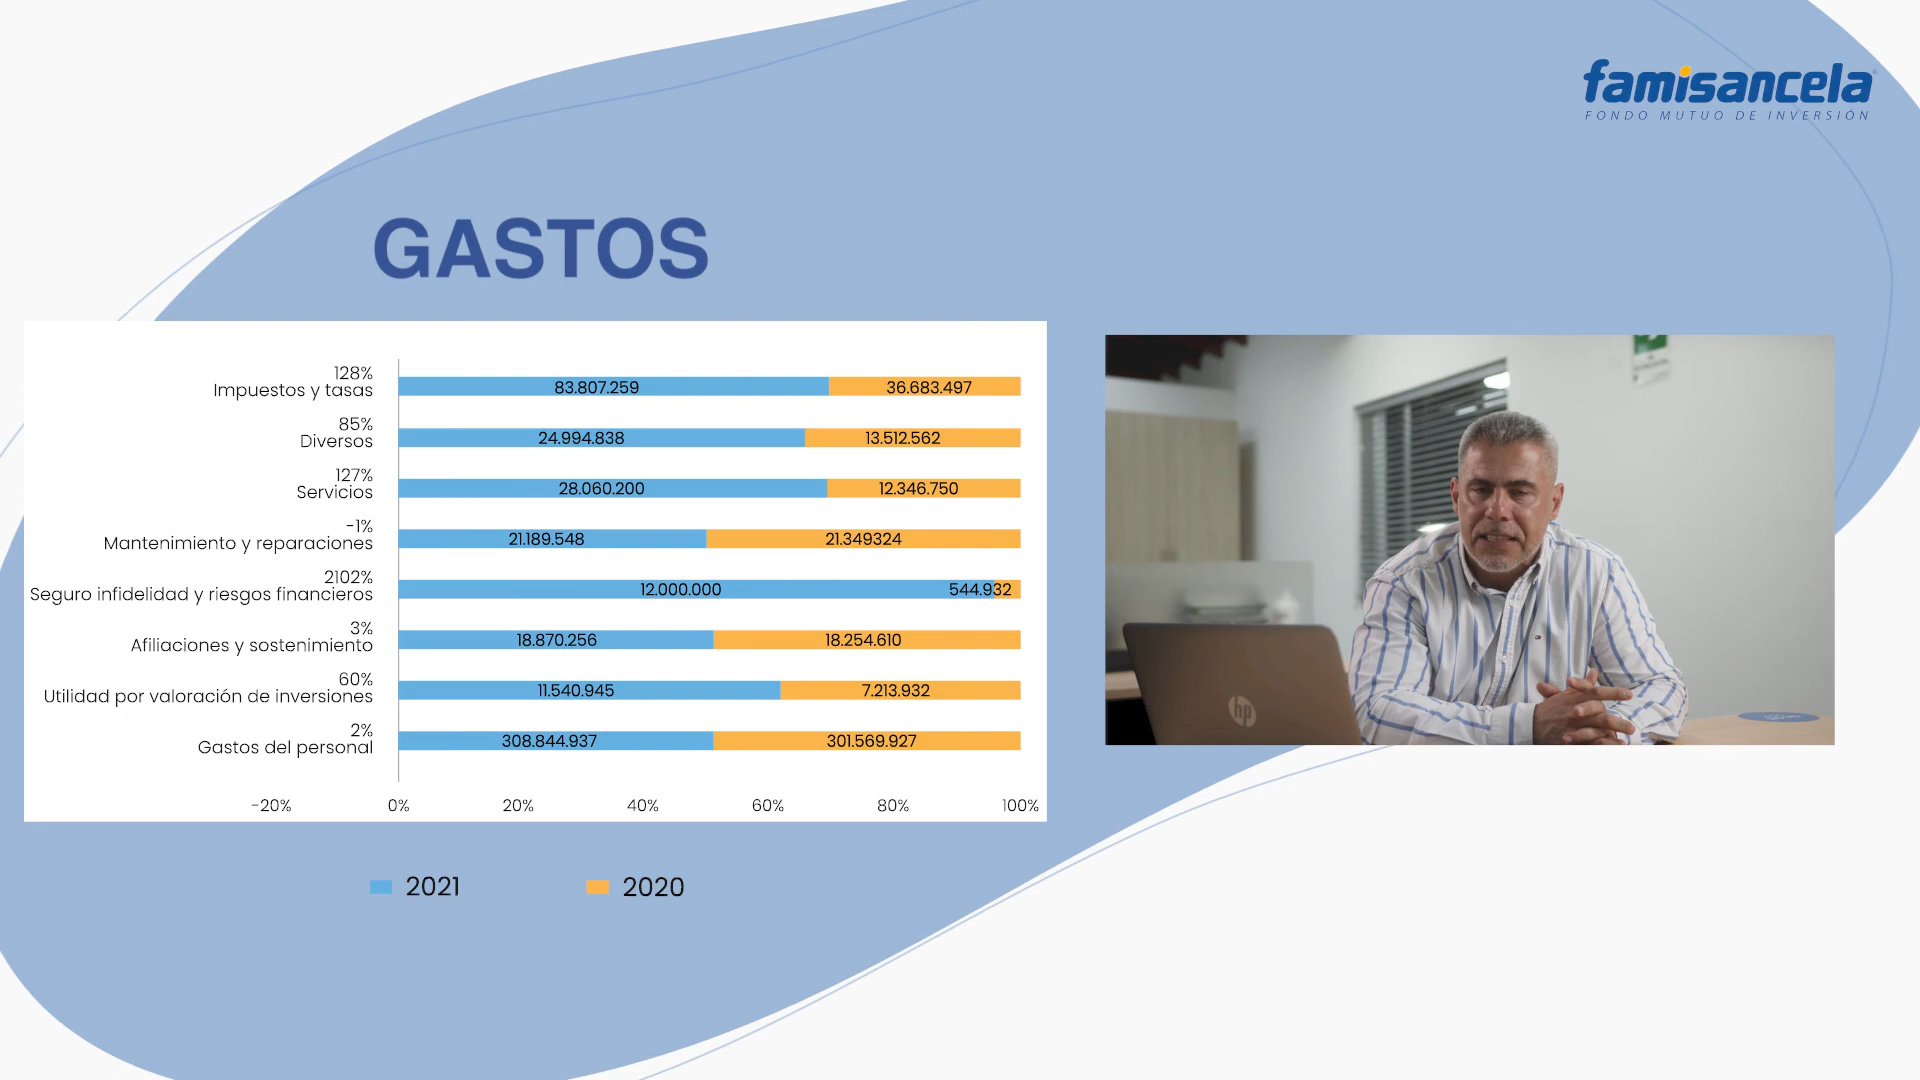 famisancela
FONDO MUTUO DE INVERSIÓN
GASTOS
128%
Impuestos y tasas
83.807.259
36.683.497
85%
Diversos
24.994.838
13.512.562
127%
Servicios
28.060.200
12.346.750
-1%
Mantenimiento y reparaciones
21.189.548
21.349324
2102%
Seguro infidelidad y riesgos financieros
12.000.000
544.932
3%
Afiliaciones y sostenimiento
18.870.256
18.254.610
60%
Utilidad por valoración de inversiones
11.540.945
7.213.932
2%
Gastos del personal
308.844.937
301.569.927
-20% 0% 20% 40% 60% 80% 100%
2021
2020
hp